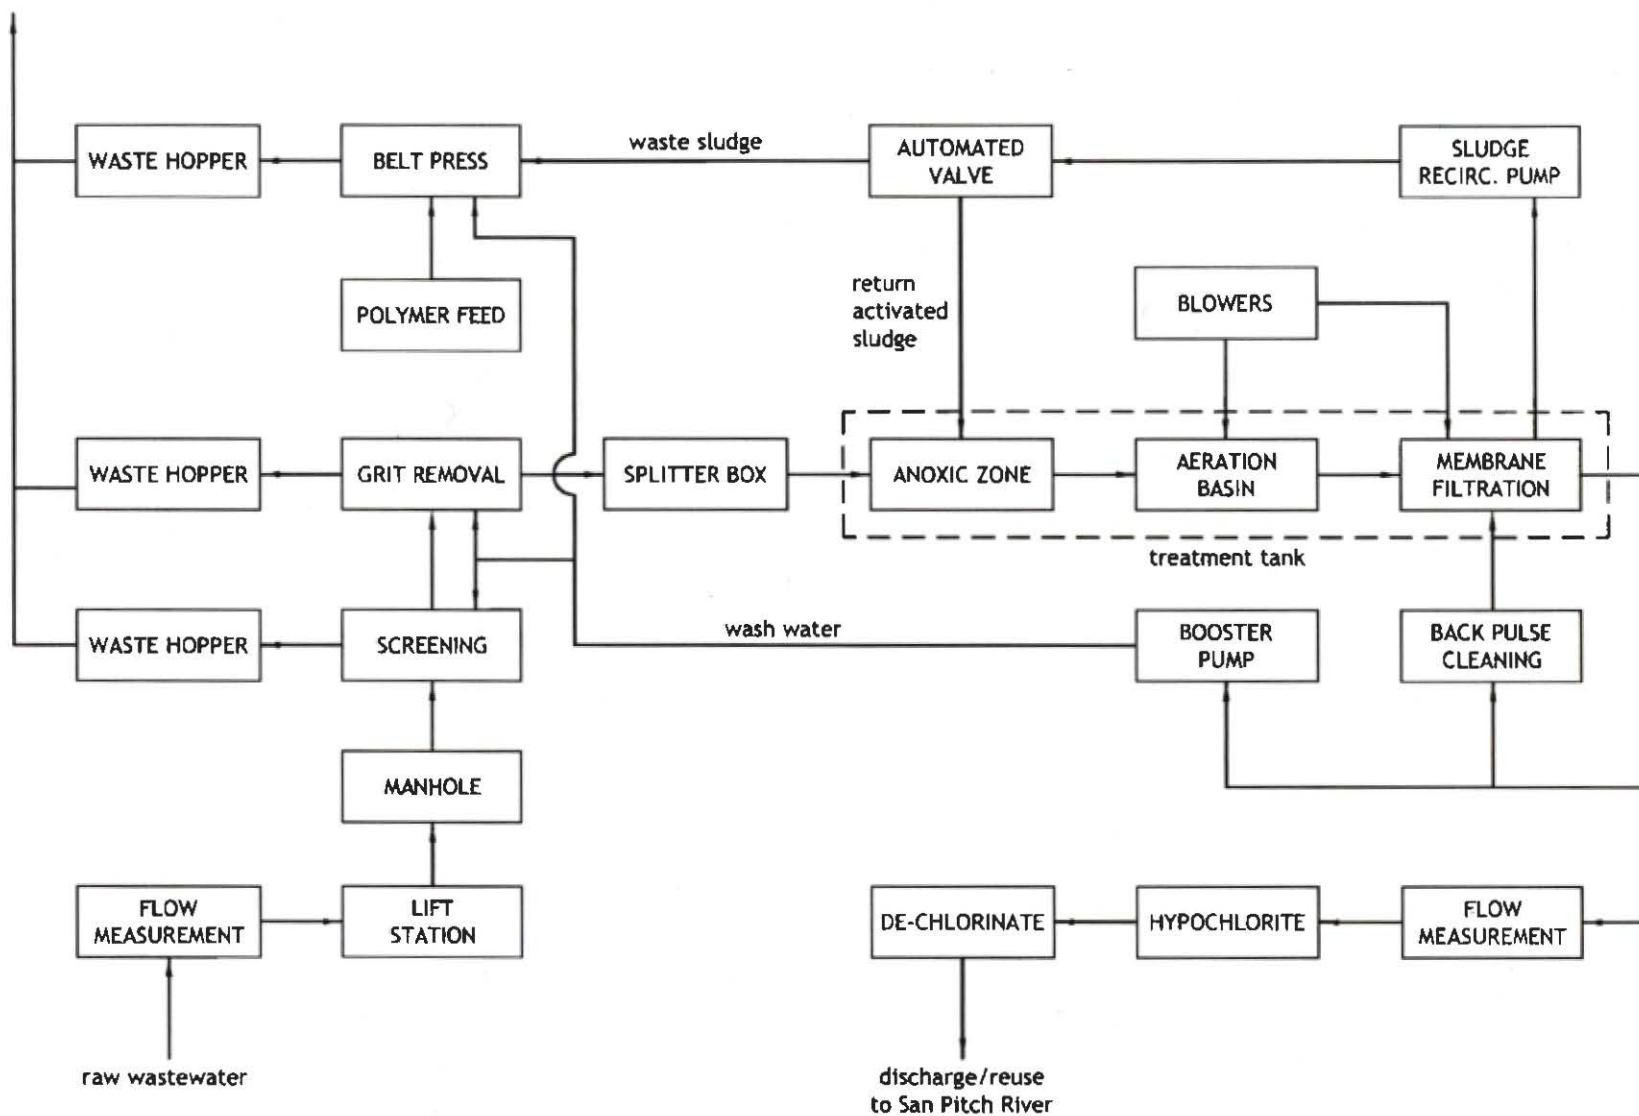 WASTE HOPPER
BELT PRESS
waste sludge
AUTOMATED
VALVE
SLUDGE
RECIRC. PUMP
POLYMER FEED
return
activated
sludge
BLOWERS
WASTE HOPPER
GRIT REMOVAL
SPLITTER BOX
ANOXIC ZONE
AERATION
BASIN
MEMBRANE
FILTRATION
treatment tank
WASTE HOPPER
SCREENING
wash water
BOOSTER
PUMP
BACK PULSE
CLEANING
MANHOLE
FLOW
MEASUREMENT
LIFT
STATION
DE-CHLORINATE
HYPOCHLORITE
FLOW
MEASUREMENT
raw wastewater
discharge/reuse
to San Pitch River